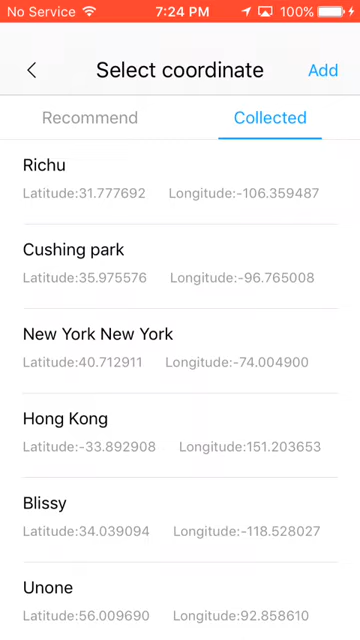 No Service 7:24 PM 100%
Select coordinate Add
Recommend Collected
Richu
Latitude:31.777692 Longitude:-106.359487
Cushing park
Latitude:35.975576 Longitude:-96.765008
New York New York
Latitude:40.712911 Longitude:-74.004900
Hong Kong
Latitude:-33.892908 Longitude:151.203653
Blissy
Latitude:34.039094 Longitude:-118.528027
Unone
Latitude:56.009690 Longitude:92.858610